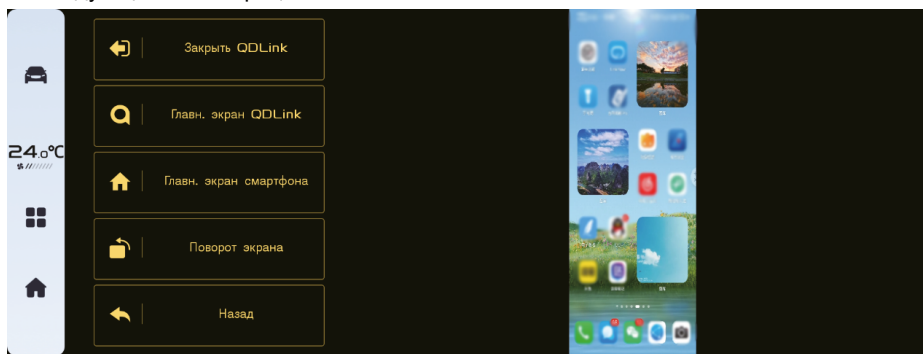 Закрыть QDLink
24.0℃
Главн. экран QDLink
Главн. экран смартфона
Поворот экрана
Назад